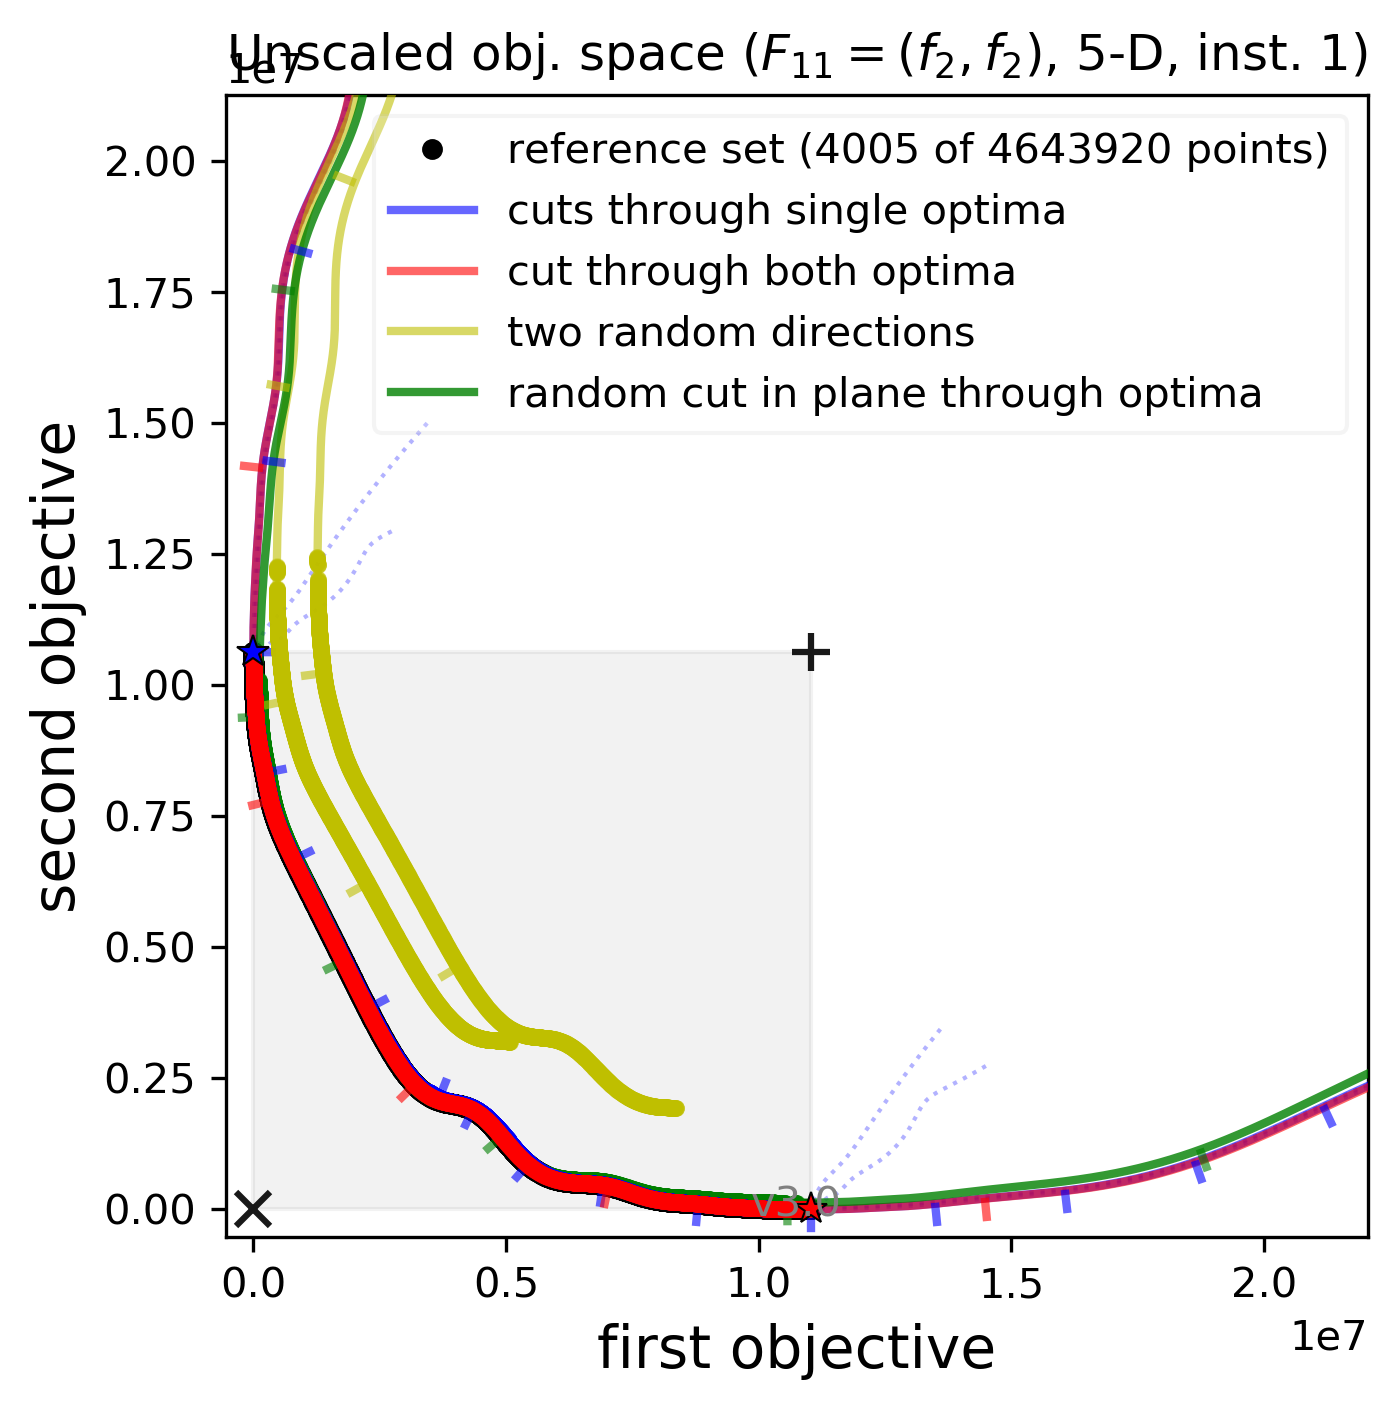 Unscaled obj. space (F₁₁ = (f₂, f₂), 5-D, inst. 1)
1e7
reference set (4005 of 4643920 points)
cuts through single optima
cut through both optima
two random directions
random cut in plane through optima
2.00
1.75
1.50
1.25
1.00
0.75
0.50
0.25
0.00
second objective
v3.0
0.0 0.5 1.0 1.5 2.0
1e7
first objective